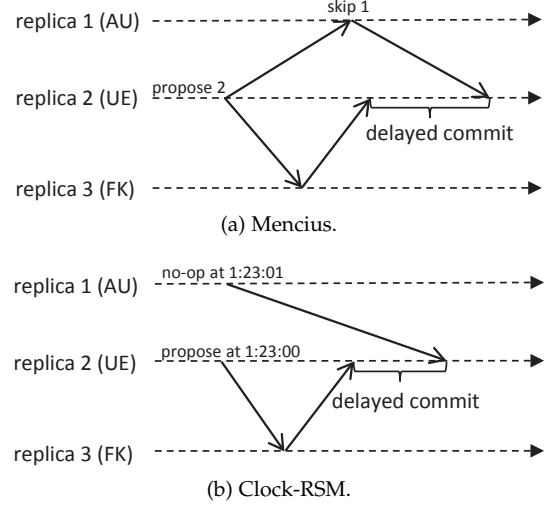 skip 1
replica 1 (AU)
replica 2 (UE) propose 2
delayed commit
replica 3 (FK)
(a) Mencius.
no-op at 1:23:01
replica 1 (AU)
replica 2 (UE) propose at 1:23:00
delayed commit
replica 3 (FK)
(b) Clock-RSM.